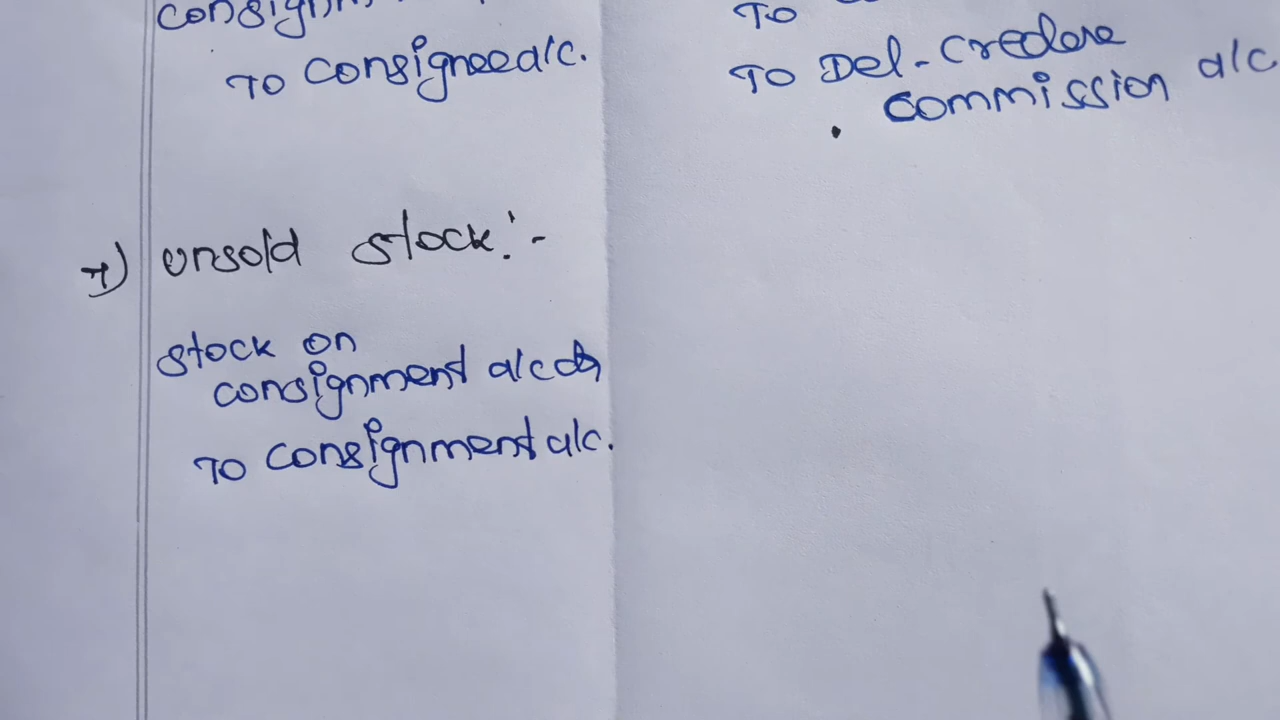 To consignee a/c.
To
To Del-Credere
commission a/c
7) unsold stock:-
stock on
consignment a/c Dr
To consignment a/c.